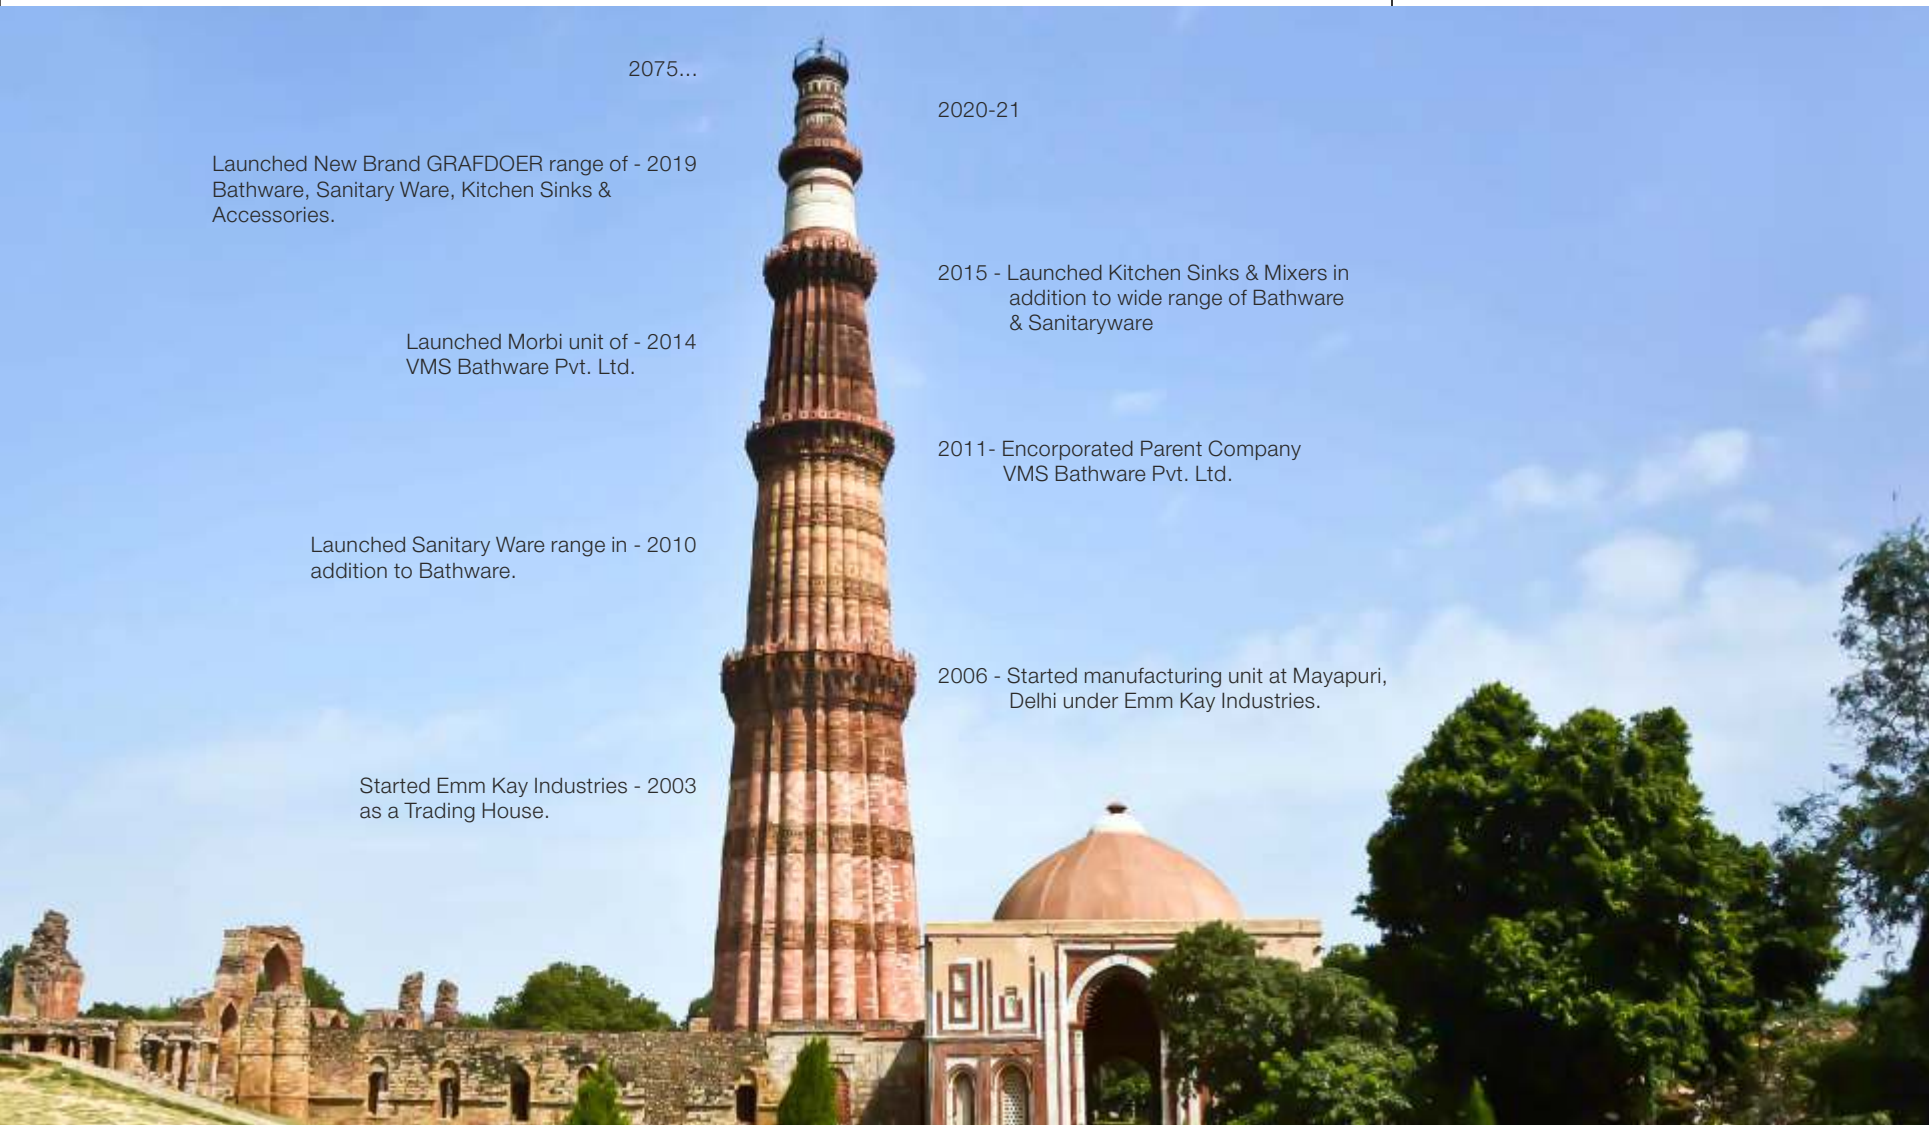 2075...
2020-21
Launched New Brand GRAFDOER range of - 2019
Bathware, Sanitary Ware, Kitchen Sinks &
Accessories.
2015 - Launched Kitchen Sinks & Mixers in
addition to wide range of Bathware
& Sanitaryware
Launched Morbi unit of - 2014
VMS Bathware Pvt. Ltd.
2011- Encorporated Parent Company
VMS Bathware Pvt. Ltd.
Launched Sanitary Ware range in - 2010
addition to Bathware.
2006 - Started manufacturing unit at Mayapuri,
Delhi under Emm Kay Industries.
Started Emm Kay Industries - 2003
as a Trading House.